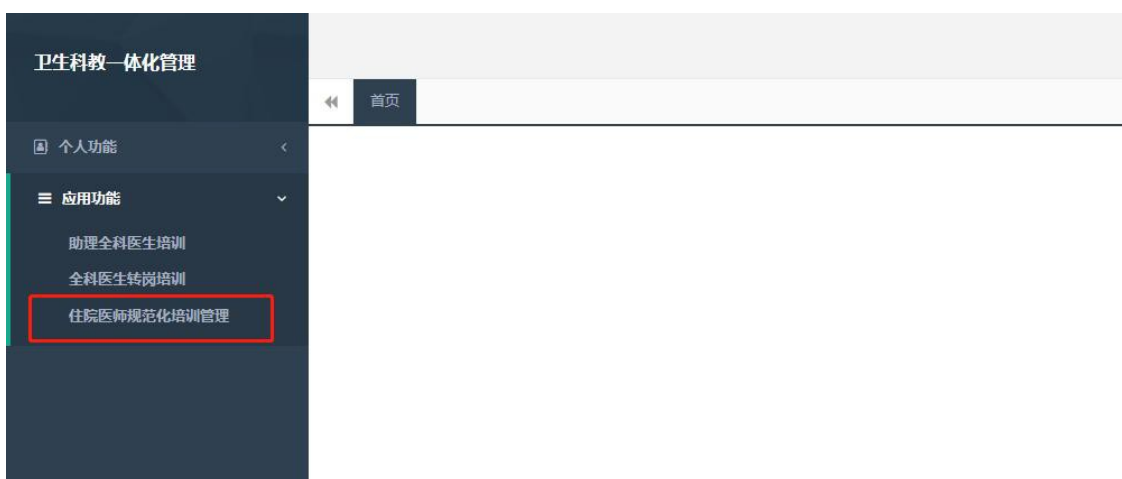 卫生科教一体化管理
首页
个人功能
应用功能
助理全科医生培训
全科医生转岗培训
住院医师规范化培训管理